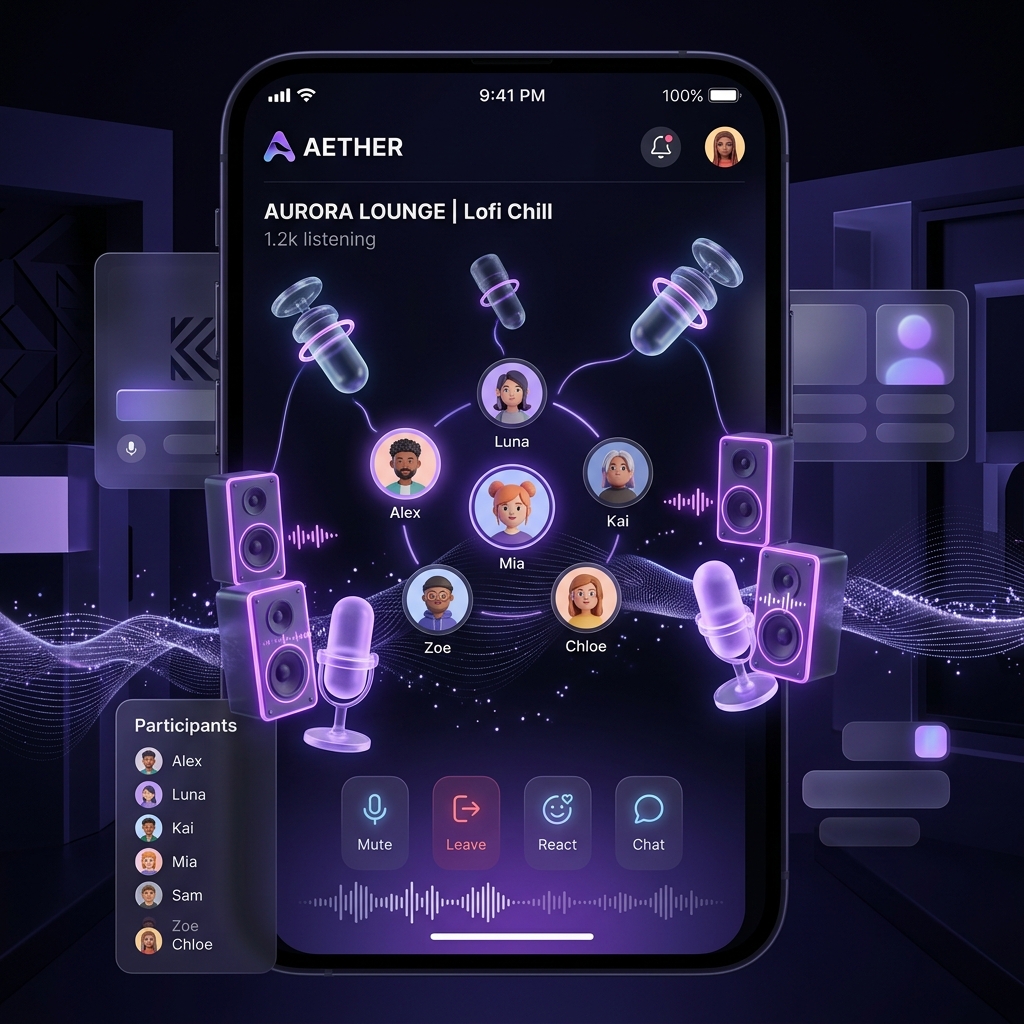 9:41 PM
100%
AETHER
AURORA LOUNGE | Lofi Chill
1.2k listening
Luna
Alex
Kai
Mia
Zoe
Chloe
Participants
Alex
Luna
Kai
Mia
Sam
Zoe
Chloe
Mute
Leave
React
Chat